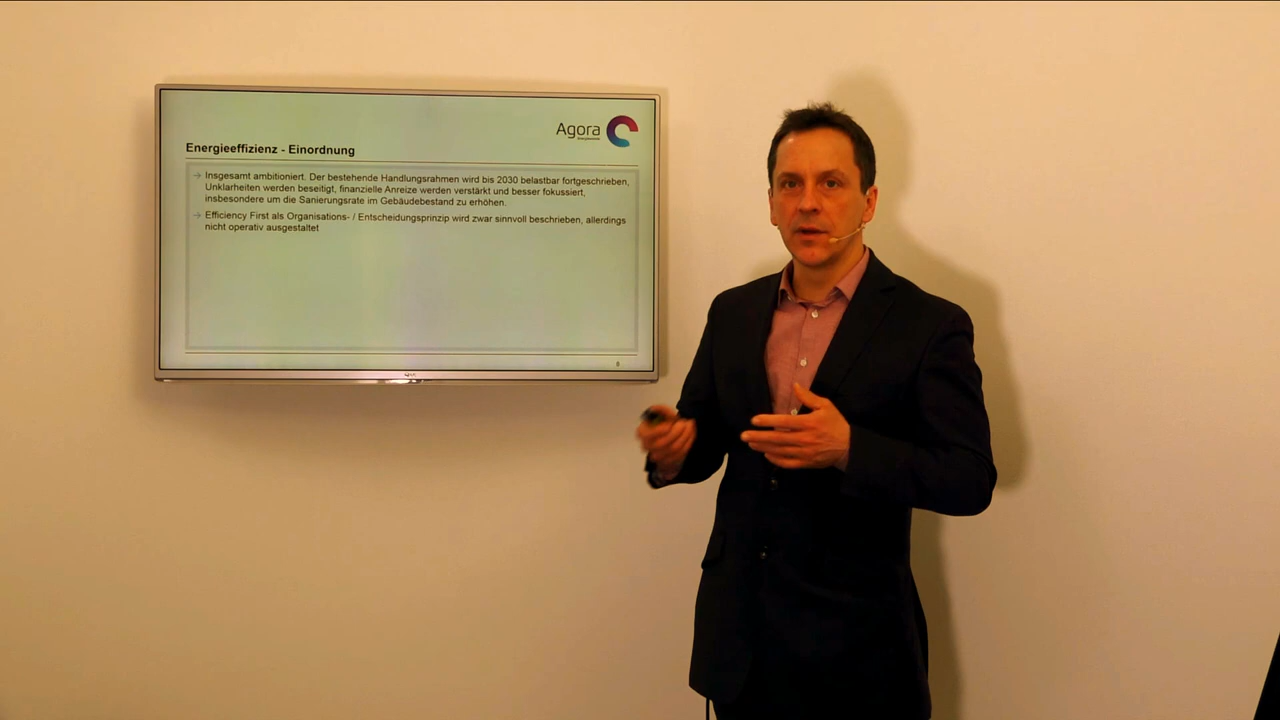 Agora
Energiewende
Energieeffizienz - Einordnung
→ Insgesamt ambitioniert. Der bestehende Handlungsrahmen wird bis 2030 belastbar fortgeschrieben,
Unklarheiten werden beseitigt, finanzielle Anreize werden verstärkt und besser fokussiert,
insbesondere um die Sanierungsrate im Gebäudebestand zu erhöhen.
→ Efficiency First als Organisations- / Entscheidungsprinzip wird zwar sinnvoll beschrieben, allerdings
nicht operativ ausgestaltet